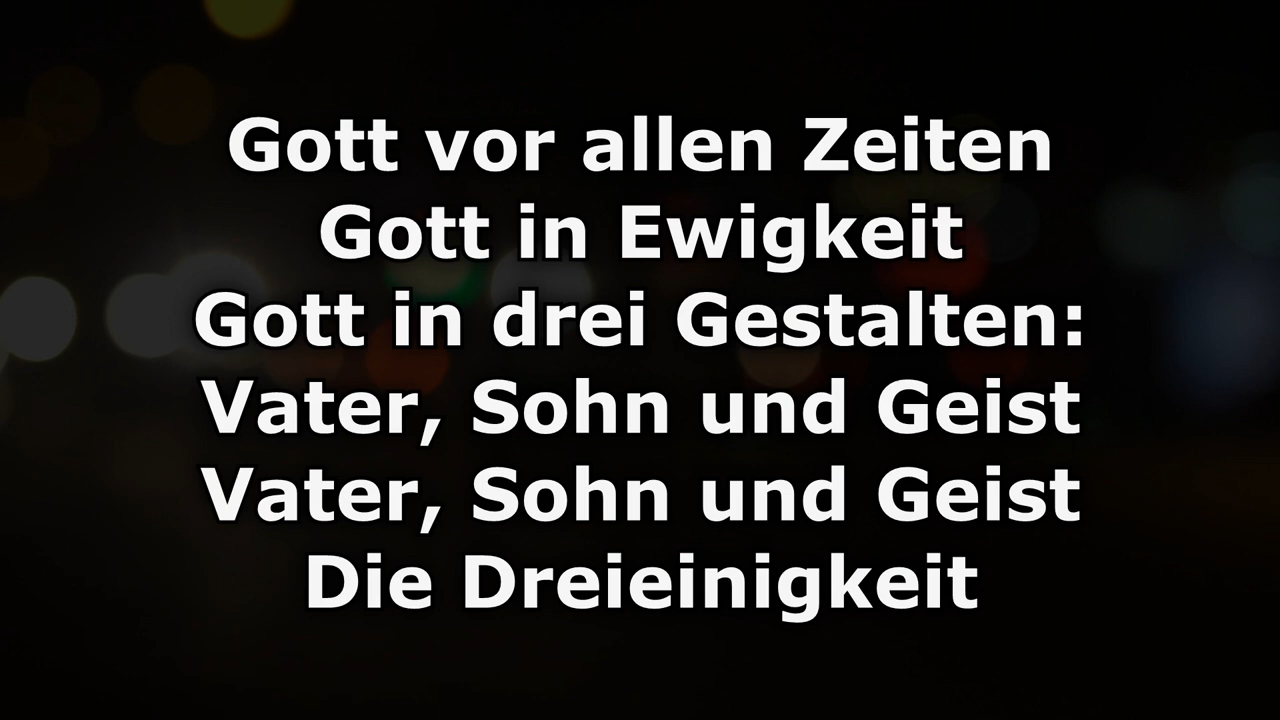 Gott vor allen Zeiten
Gott in Ewigkeit
Gott in drei Gestalten:
Vater, Sohn und Geist
Vater, Sohn und Geist
Die Dreieinigkeit